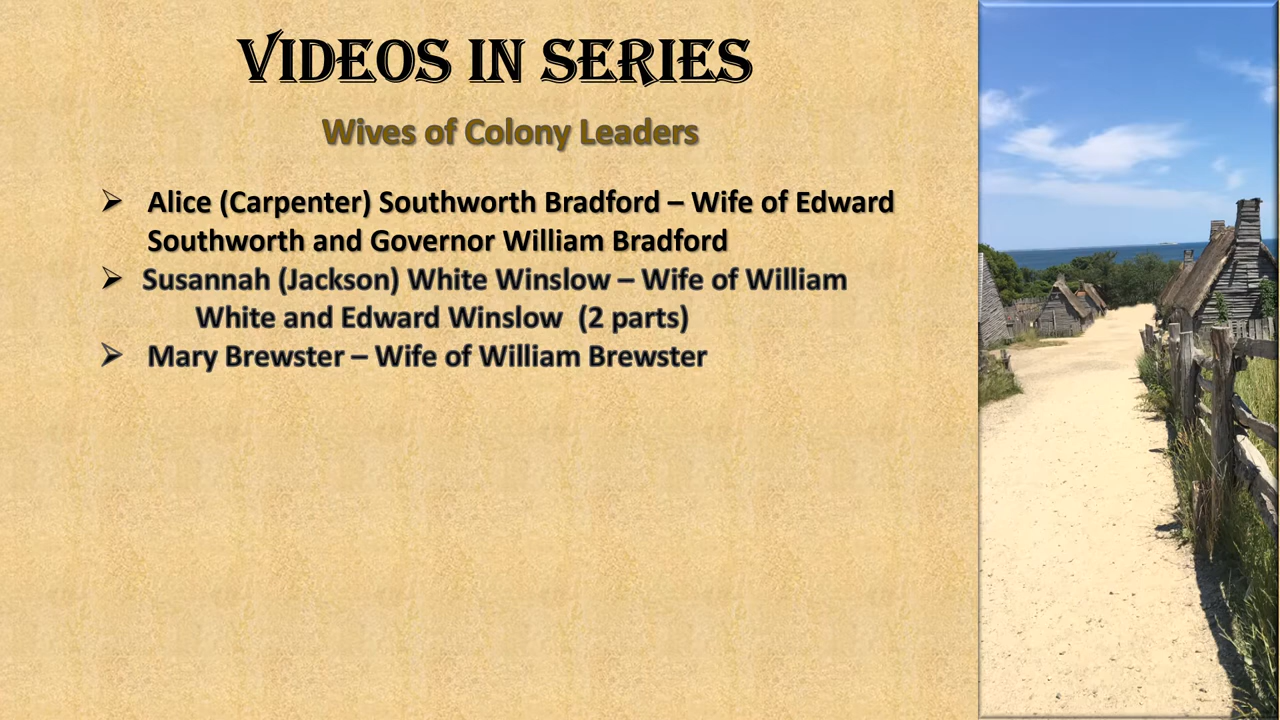 VIDEOS IN SERIES
Wives of Colony Leaders
➢ Alice (Carpenter) Southworth Bradford – Wife of Edward
Southworth and Governor William Bradford
➢ Susannah (Jackson) White Winslow – Wife of William
White and Edward Winslow (2 parts)
➢ Mary Brewster – Wife of William Brewster